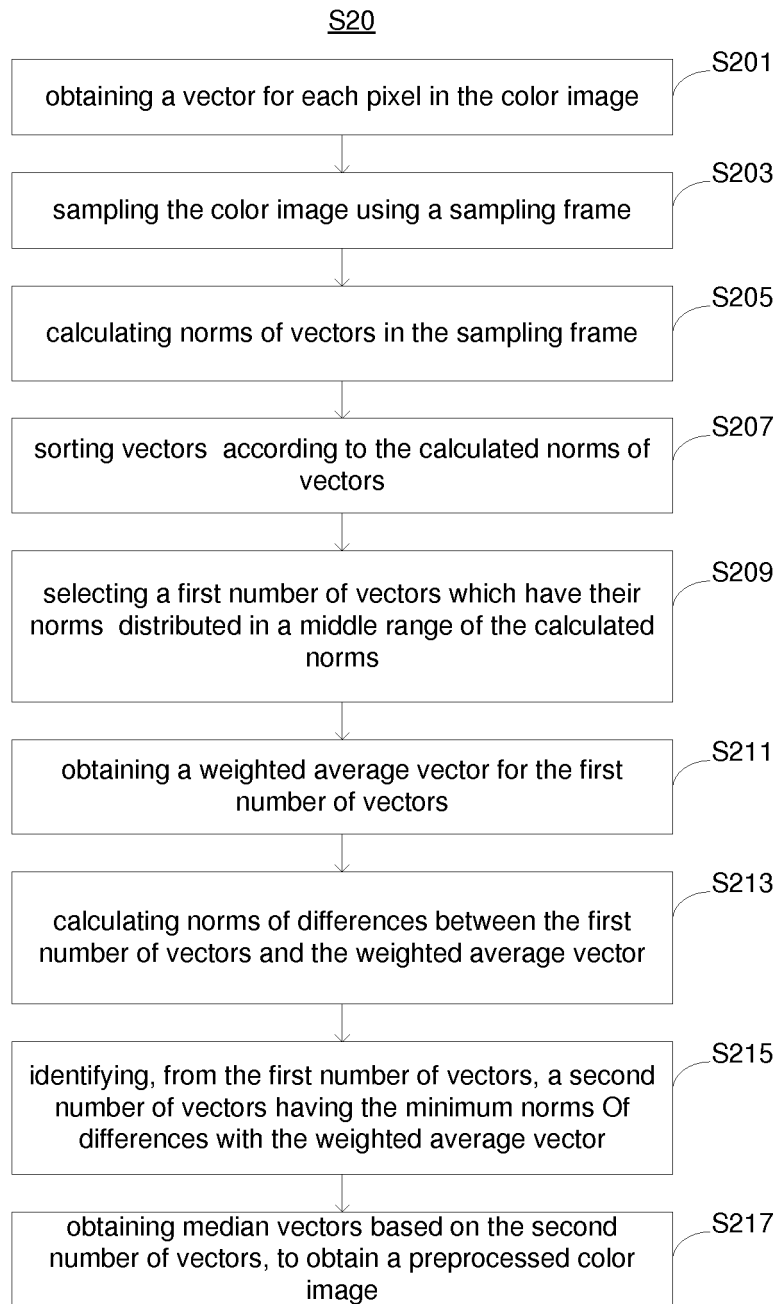 S20
S201
obtaining a vector for each pixel in the color image
S203
sampling the color image using a sampling frame
S205
calculating norms of vectors in the sampling frame
S207
sorting vectors according to the calculated norms of
vectors
S209
selecting a first number of vectors which have their
norms distributed in a middle range of the calculated
norms
S211
obtaining a weighted average vector for the first
number of vectors
S213
calculating norms of differences between the first
number of vectors and the weighted average vector
S215
identifying, from the first number of vectors, a second
number of vectors having the minimum norms Of
differences with the weighted average vector
S217
obtaining median vectors based on the second
number of vectors, to obtain a preprocessed color
image